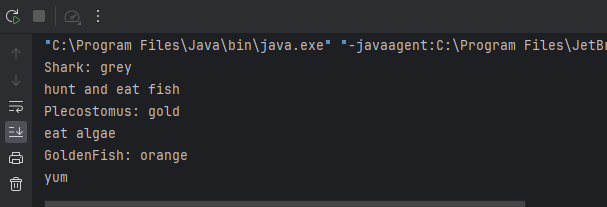 "C:\Program Files\Java\bin\java.exe" "-javaagent:C:\Program Files\JetBr
Shark: grey
hunt and eat fish
Plecostomus: gold
eat algae
GoldenFish: orange
yum